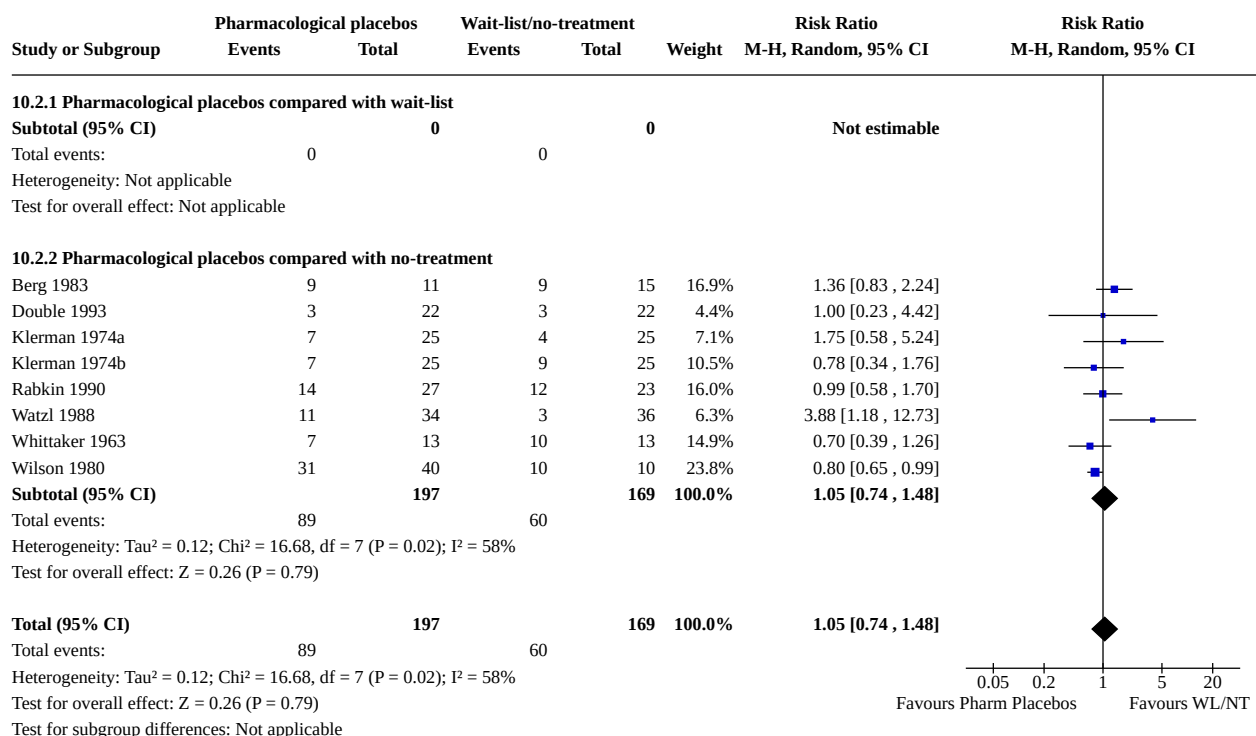 Pharmacological placebos Wait-list/no-treatment Risk Ratio Risk Ratio
Study or Subgroup Events Total Events Total Weight M-H, Random, 95% CI M-H, Random, 95% CI
10.2.1 Pharmacological placebos compared with wait-list
Subtotal (95% CI) 0 0 Not estimable
Total events: 0 0
Heterogeneity: Not applicable
Test for overall effect: Not applicable
10.2.2 Pharmacological placebos compared with no-treatment
Berg 1983 9 11 9 15 16.9% 1.36 [0.83 , 2.24]
Double 1993 3 22 3 22 4.4% 1.00 [0.23 , 4.42]
Klerman 1974a 7 25 4 25 7.1% 1.75 [0.58 , 5.24]
Klerman 1974b 7 25 9 25 10.5% 0.78 [0.34 , 1.76]
Rabkin 1990 14 27 12 23 16.0% 0.99 [0.58 , 1.70]
Watzl 1988 11 34 3 36 6.3% 3.88 [1.18 , 12.73]
Whittaker 1963 7 13 10 13 14.9% 0.70 [0.39 , 1.26]
Wilson 1980 31 40 10 10 23.8% 0.80 [0.65 , 0.99]
Subtotal (95% CI) 197 169 100.0% 1.05 [0.74 , 1.48]
Total events: 89 60
Heterogeneity: Tau² = 0.12; Chi² = 16.68, df = 7 (P = 0.02); I² = 58%
Test for overall effect: Z = 0.26 (P = 0.79)
Total (95% CI) 197 169 100.0% 1.05 [0.74 , 1.48]
Total events: 89 60
Heterogeneity: Tau² = 0.12; Chi² = 16.68, df = 7 (P = 0.02); I² = 58%
0.05 0.2 1 5 20
Test for overall effect: Z = 0.26 (P = 0.79) Favours Pharm Placebos Favours WL/NT
Test for subgroup differences: Not applicable